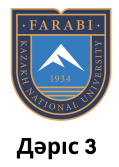 · FARABI ·
KAZAKH NATIONAL UNIVERSITY
1934
Дәріс 3